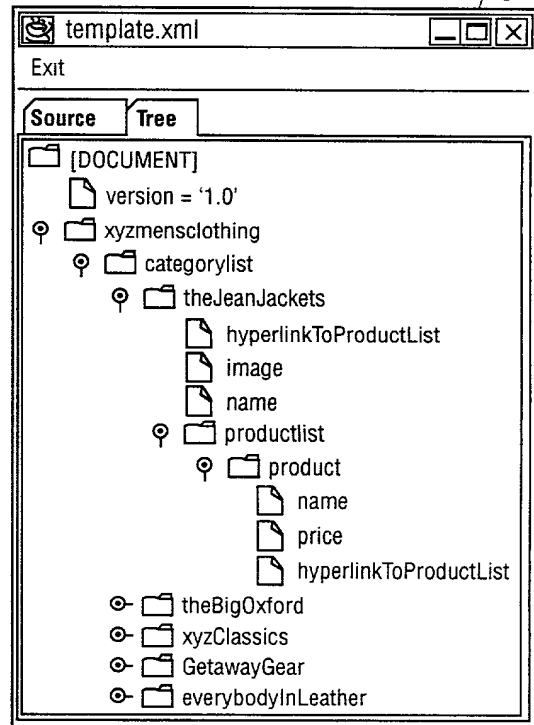 template.xml
Exit
Source Tree
[DOCUMENT]
version = ‘1.0’
xyzmensclothing
categorylist
theJeanJackets
hyperlinkToProductList
image
name
productlist
product
name
price
hyperlinkToProductList
theBigOxford
xyzClassics
GetawayGear
everybodyInLeather